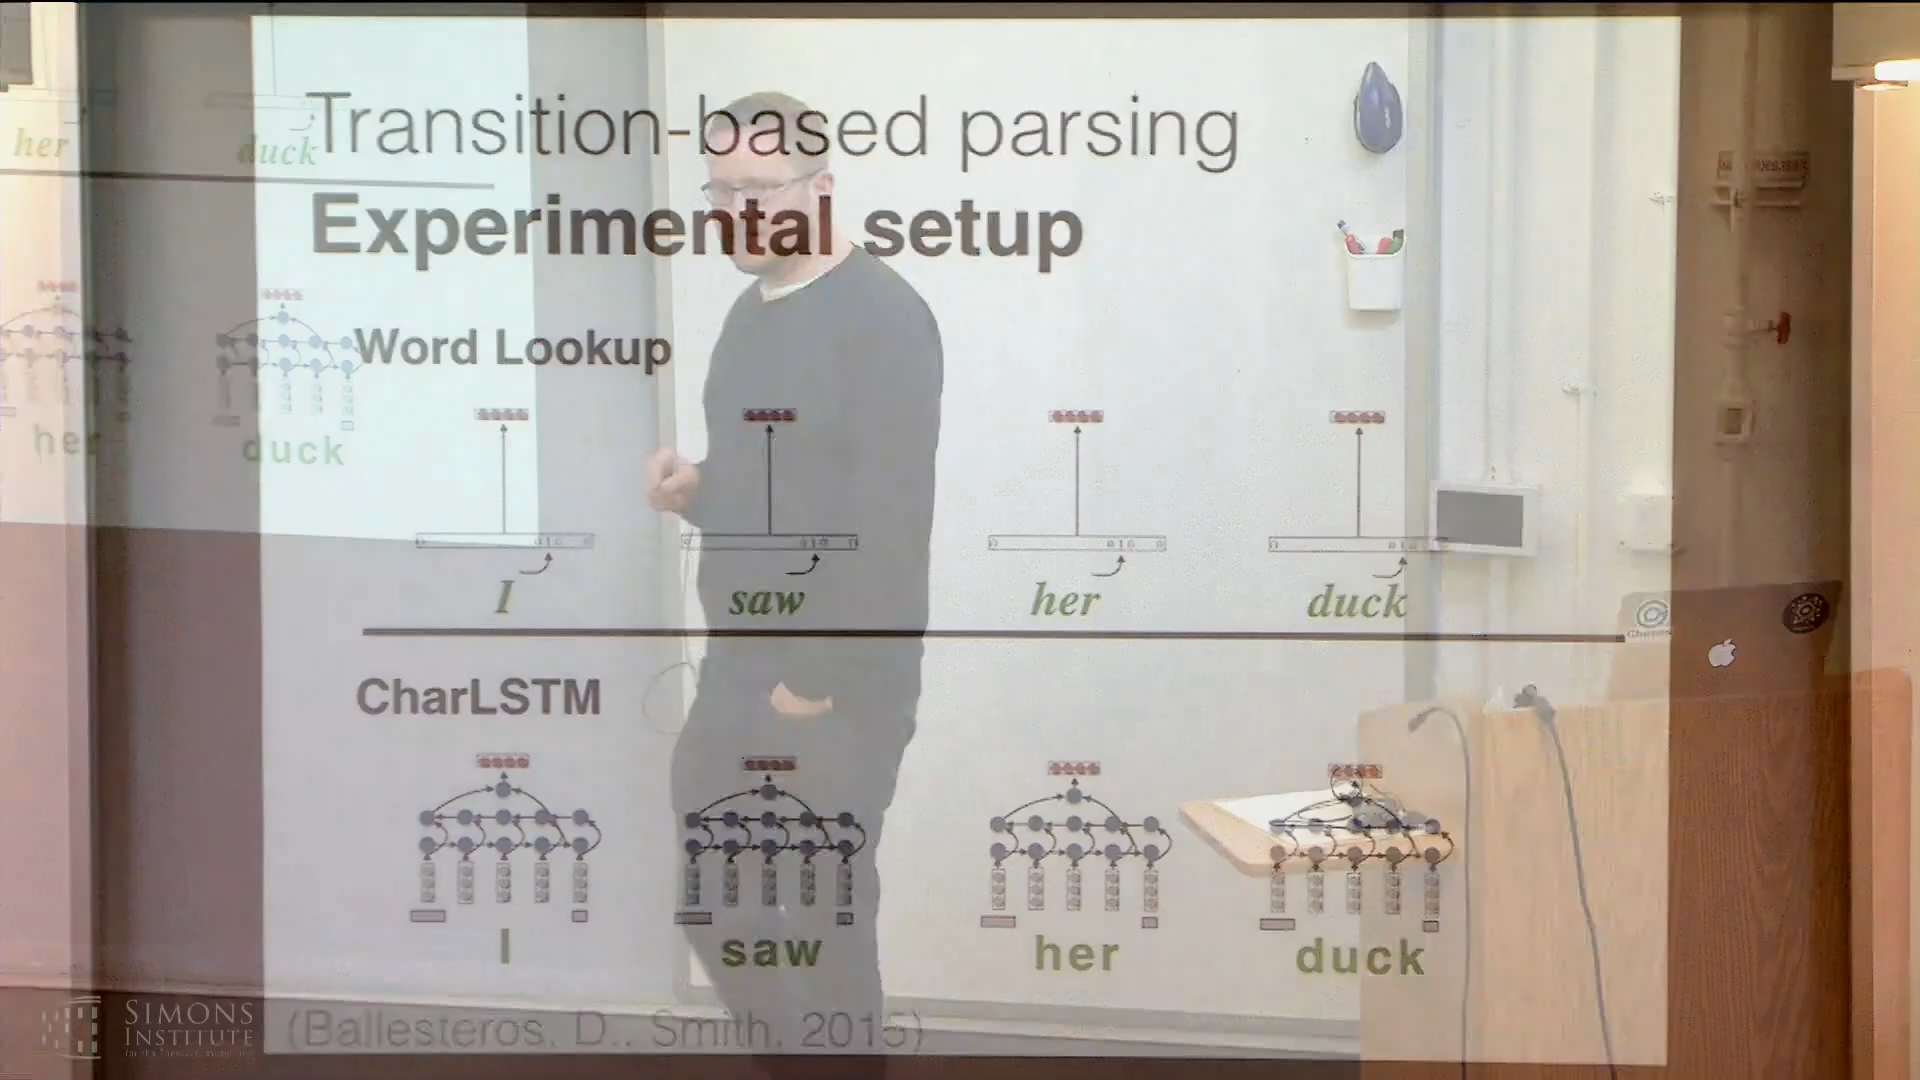 Transition-based parsing
Experimental setup
her
duck
Word Lookup
her
duck
I
saw
her
duck
CharLSTM
I
saw
her
duck
(Ballesteros, D., Smith, 2015)
SIMONS
INSTITUTE